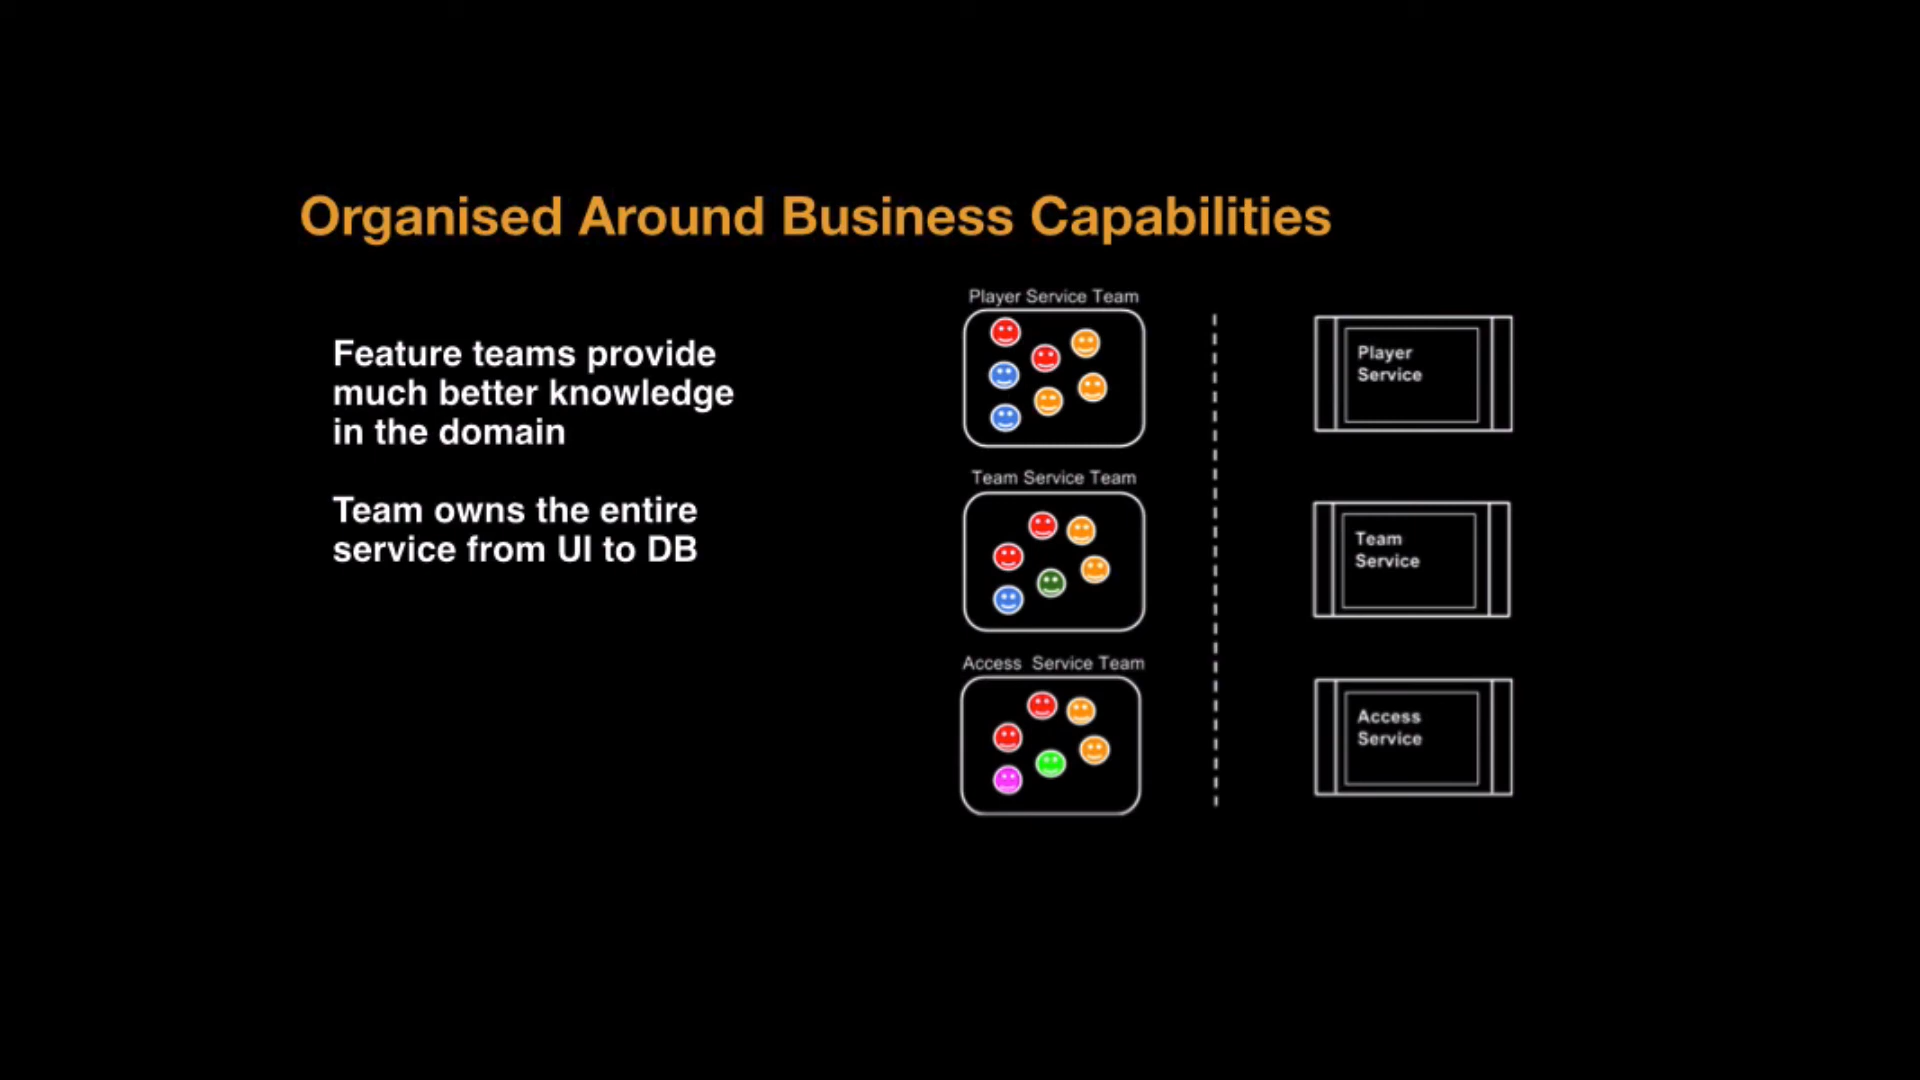 Organised Around Business Capabilities
Feature teams provide
much better knowledge
in the domain
Team owns the entire
service from UI to DB
Player Service Team
Player
Service
Team Service Team
Team
Service
Access Service Team
Access
Service